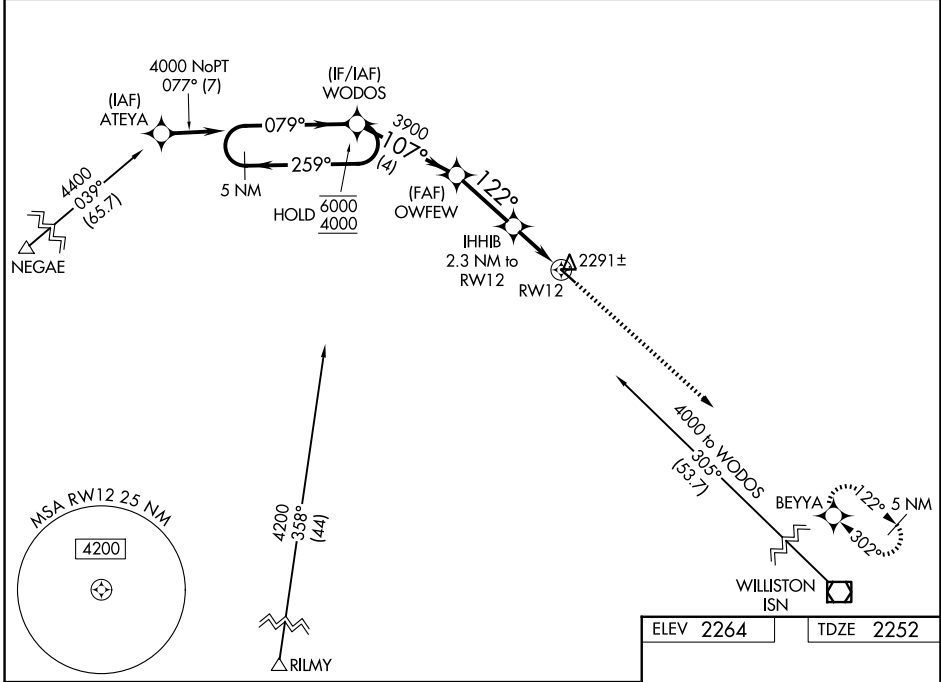 4000 NoPT
077° (7)
(IAF)
ATEYA
(IF/IAF)
WODOS
079°
259°
5 NM
HOLD
6000
4000
3900
107°
(4)
(FAF)
OWFEW
122°
IHHIB
2.3 NM to
RW12
RW12
2291±
4400
039°
(65.7)
NEGAE
4000 to WODOS
305°
(53.7)
BEYYA
122°
5 NM
302°
WILLISTON
ISN
4200
358°
(44)
RILMY
MSA RW12 25 NM
4200
ELEV 2264
TDZE 2252